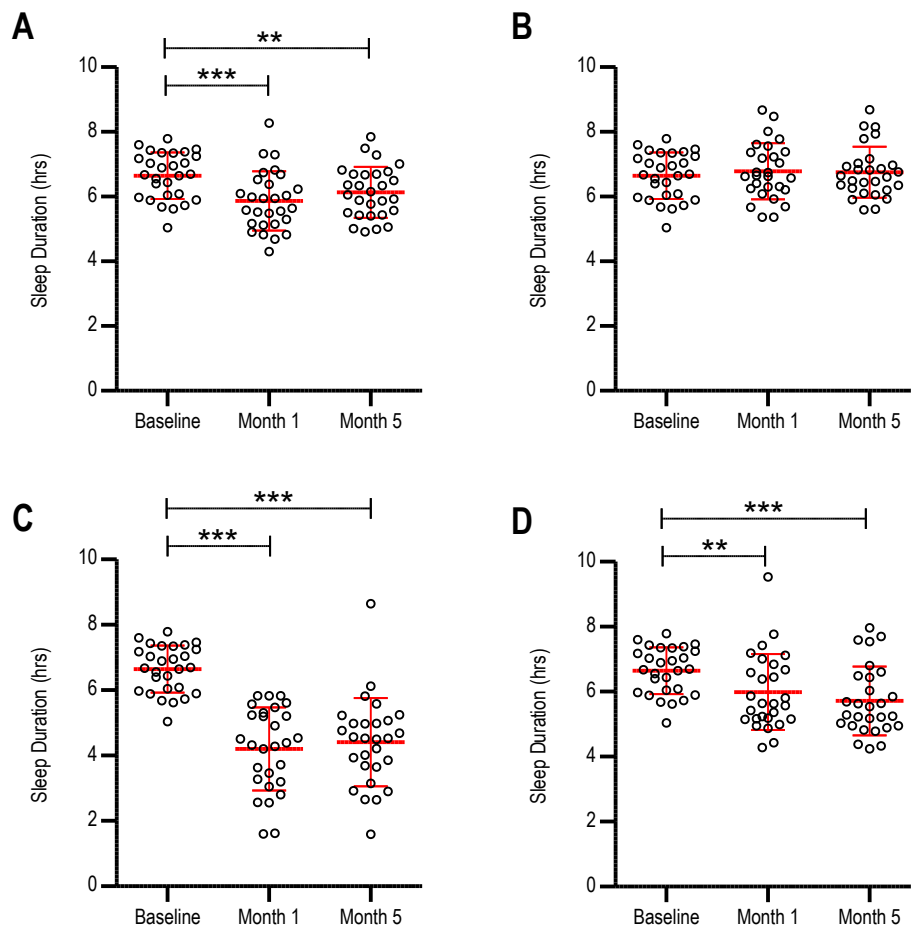 A
**
***
10
8
6
4
2
0
Sleep Duration (hrs)
Baseline Month 1 Month 5
B
10
8
6
4
2
0
Sleep Duration (hrs)
Baseline Month 1 Month 5
C
***
***
10
8
6
4
2
0
Sleep Duration (hrs)
Baseline Month 1 Month 5
D
***
**
10
8
6
4
2
0
Sleep Duration (hrs)
Baseline Month 1 Month 5